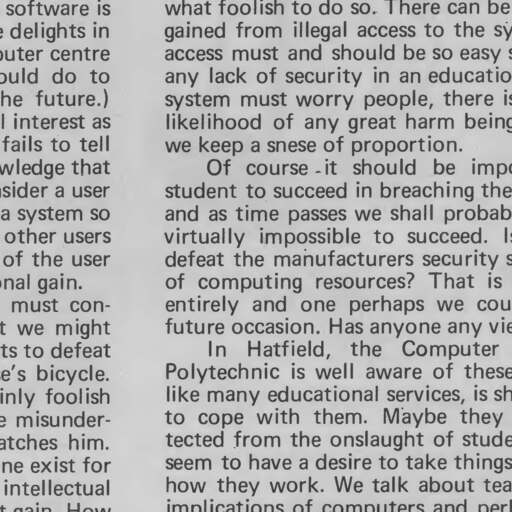 software is
delights in
puter centre
ould do to
he future.)
l interest as
fails to tell
wledge that
sider a user
a system so
other users
of the user
onal gain.
must con-
t we might
ts to defeat
e's bicycle.
inly foolish
e misunder-
atches him.
ne exist for
intellectual
t gain. How
what foolish to do so. There can be
gained from illegal access to the sy
access must and should be so easy s
any lack of security in an educatio
system must worry people, there is
likelihood of any great harm being
we keep a snese of proportion.
Of course - it should be impo
student to succeed in breaching the
and as time passes we shall probab
virtually impossible to succeed. Is
defeat the manufacturers security s
of computing resources? That is
entirely and one perhaps we cou
future occasion. Has anyone any vie
In Hatfield, the Computer
Polytechnic is well aware of these
like many educational services, is sh
to cope with them. Maybe they
tected from the onslaught of stude
seem to have a desire to take things
how they work. We talk about tea
implications of computers and perh